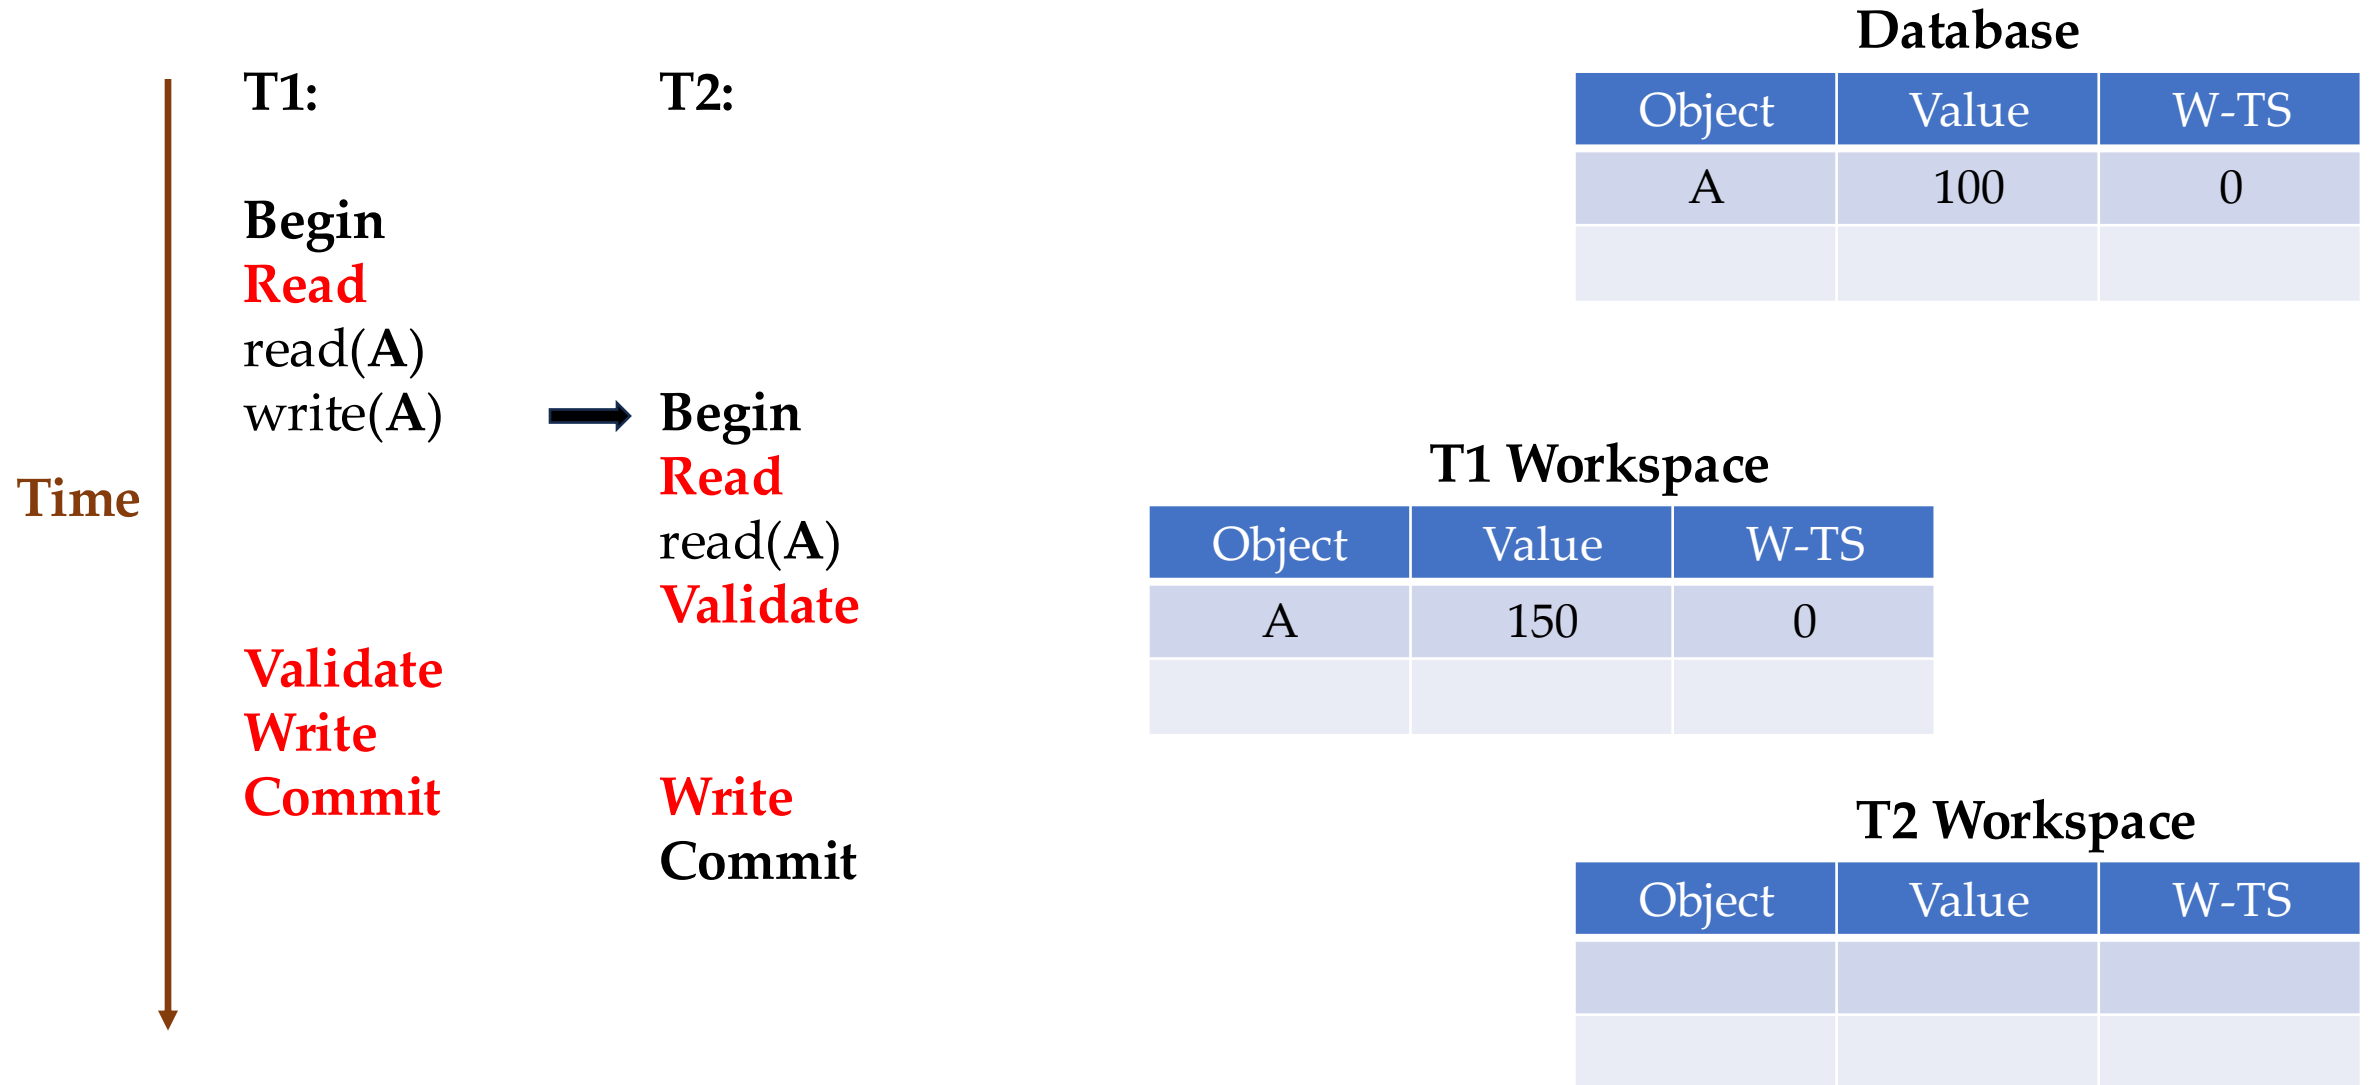 T1:
Begin
Read
read(A)
write(A)
Validate
Write
Commit
T2:
Begin
Read
read(A)
Validate
Write
Commit
Time
Database
Object Value W-TS
A 100 0
T1 Workspace
Object Value W-TS
A 150 0
T2 Workspace
Object Value W-TS